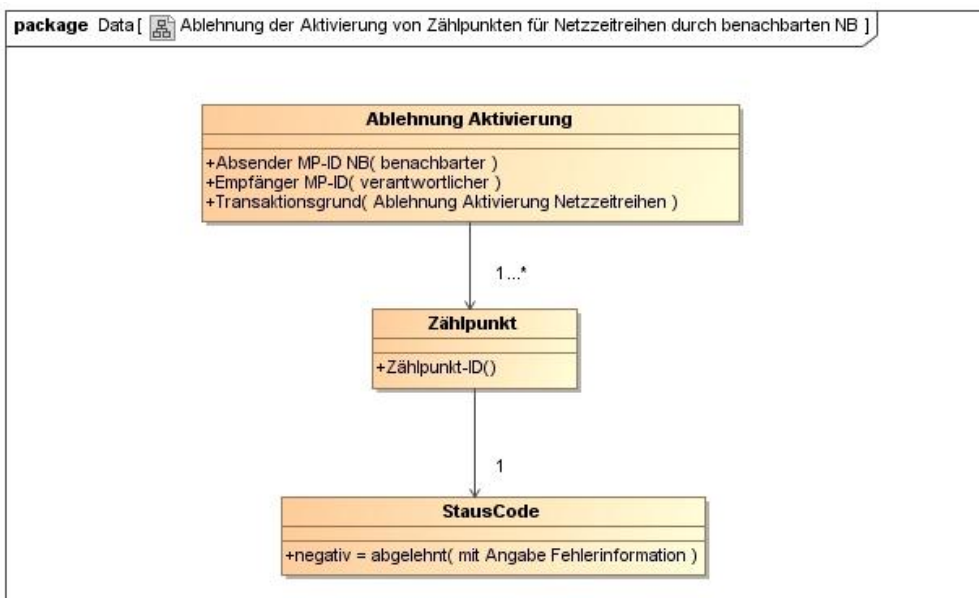 package Data [ Ablehnung der Aktivierung von Zählpunkten für Netzzeitreihen durch benachbarten NB ]
Ablehnung Aktivierung
+Absender MP-ID NB( benachbarter )
+Empfänger MP-ID( verantwortlicher )
+Transaktionsgrund( Ablehnung Aktivierung Netzzeitreihen )
1...*
Zählpunkt
+Zählpunkt-ID()
1
StausCode
+negativ = abgelehnt( mit Angabe Fehlerinformation )